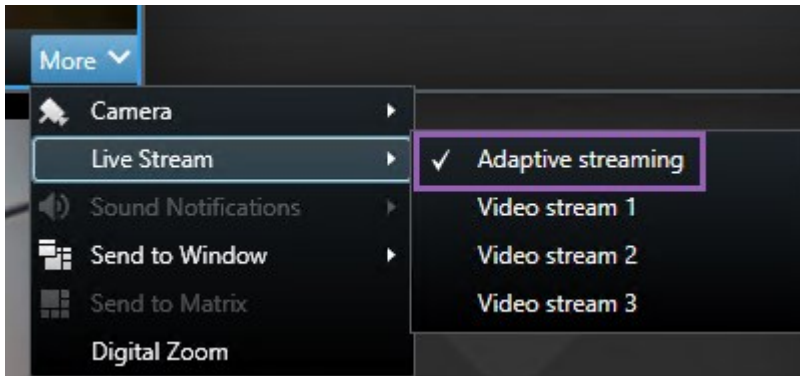 More
Camera
Live Stream
Sound Notifications
Send to Window
Send to Matrix
Digital Zoom
Adaptive streaming
Video stream 1
Video stream 2
Video stream 3